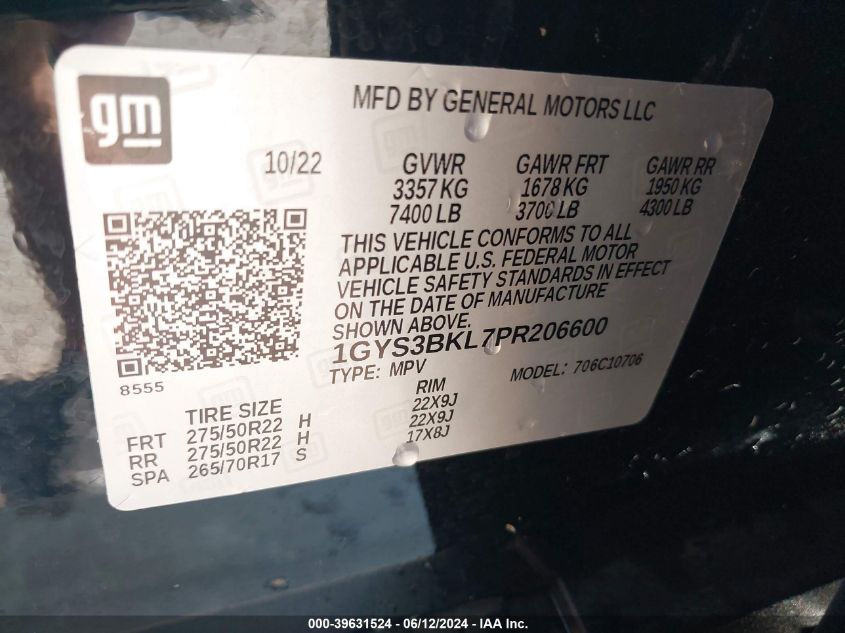 gm
MFD BY GENERAL MOTORS LLC
10/22 GVWR GAWR FRT GAWR RR
3357 KG 1678 KG 1950 KG
7400 LB 3700 LB 4300 LB
THIS VEHICLE CONFORMS TO ALL
APPLICABLE U.S. FEDERAL MOTOR
VEHICLE SAFETY STANDARDS IN EFFECT
ON THE DATE OF MANUFACTURE
SHOWN ABOVE.
1GYS3BKL7PR206600
TYPE: MPV MODEL: 706C10706
8555
TIRE SIZE RIM
FRT 275/50R22 H 22X9J
RR 275/50R22 H 22X9J
SPA 265/70R17 S 17X8J
000-39631524 - 06/12/2024 - IAA Inc.